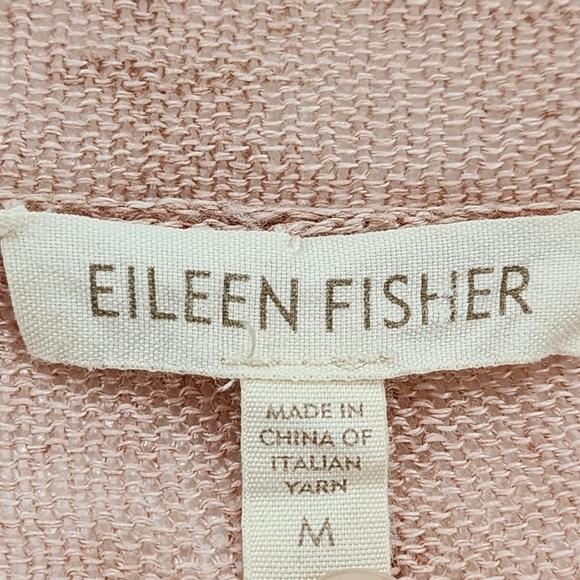 EILEEN FISHER
MADE IN
CHINA OF
ITALIAN
YARN
M